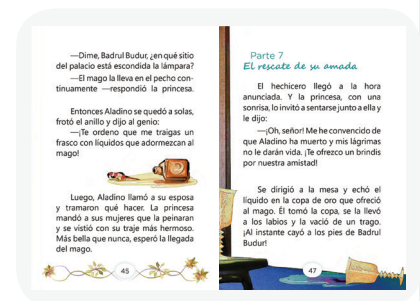 —Dime, Badrul Budur, ¿en qué sitio
del palacio está escondida la lámpara?
—El mago la lleva en el pecho con-
tinuamente —respondió la princesa.
Entonces Aladino se quedó a solas,
frotó el anillo y dijo al genio:
—¡Te ordeno que me traigas un
frasco con líquidos que adormezcan al
mago!
Luego, Aladino llamó a su esposa
y tramaron qué hacer. La princesa
mandó a sus mujeres que la peinaran
y se vistió con su traje más hermoso.
Más bella que nunca, esperó la llegada
del mago.
45
Parte 7
El rescate de su amada
El hechicero llegó a la hora
anunciada. Y la princesa, con una
sonrisa, lo invitó a sentarse junto a ella y
le dijo:
—¡Oh, señor! Me he convencido de
que Aladino ha muerto y mis lágrimas
no le darán vida. ¡Te ofrezco un brindis
por nuestra amistad!
Se dirigió a la mesa y echó el
líquido en la copa de oro que ofreció
al mago. Él tomó la copa, se la llevó
a los labios y la vació de un trago.
¡Al instante cayó a los pies de Badrul
Budur!
47